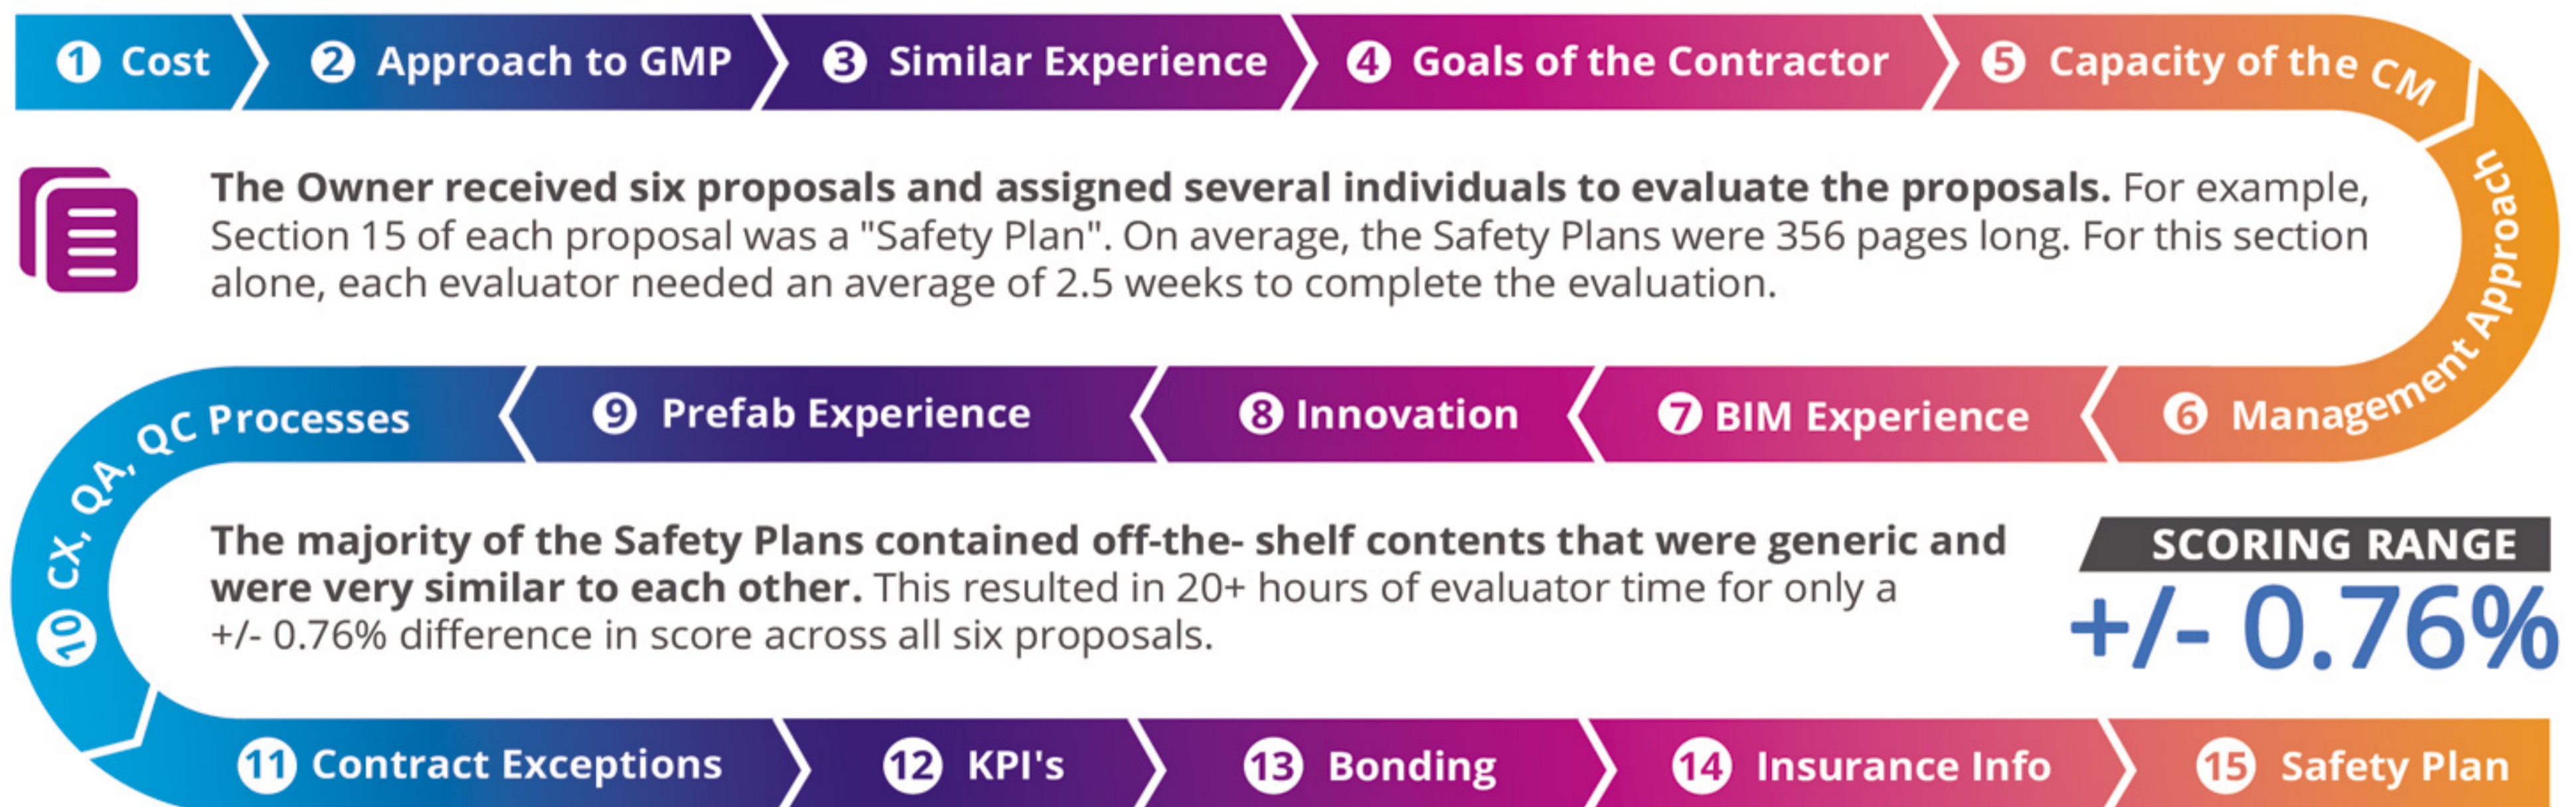 1 Cost
2 Approach to GMP
3 Similar Experience
4 Goals of the Contractor
5 Capacity of the CM
The Owner received six proposals and assigned several individuals to evaluate the proposals. For example,
Section 15 of each proposal was a "Safety Plan". On average, the Safety Plans were 356 pages long. For this section
alone, each evaluator needed an average of 2.5 weeks to complete the evaluation.
6 Management Approach
7 BIM Experience
8 Innovation
9 Prefab Experience
10 CX, QA, QC Processes
The majority of the Safety Plans contained off-the- shelf contents that were generic and
were very similar to each other. This resulted in 20+ hours of evaluator time for only a
+/- 0.76% difference in score across all six proposals.
SCORING RANGE
+/- 0.76%
11 Contract Exceptions
12 KPI's
13 Bonding
14 Insurance Info
15 Safety Plan